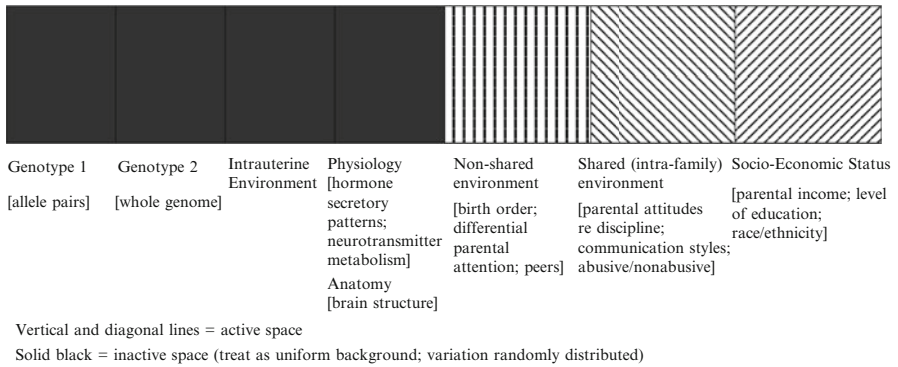 Genotype 1
[allele pairs]
Genotype 2
[whole genome]
Intrauterine
Environment
Physiology
[hormone
secretory
patterns;
neurotransmitter
metabolism]
Anatomy
[brain structure]
Non-shared
environment
[birth order;
differential
parental
attention; peers]
Shared (intra-family)
environment
[parental attitudes
re discipline;
communication styles;
abusive/nonabusive]
Socio-Economic Status
[parental income; level
of education;
race/ethnicity]
Vertical and diagonal lines = active space
Solid black = inactive space (treat as uniform background; variation randomly distributed)